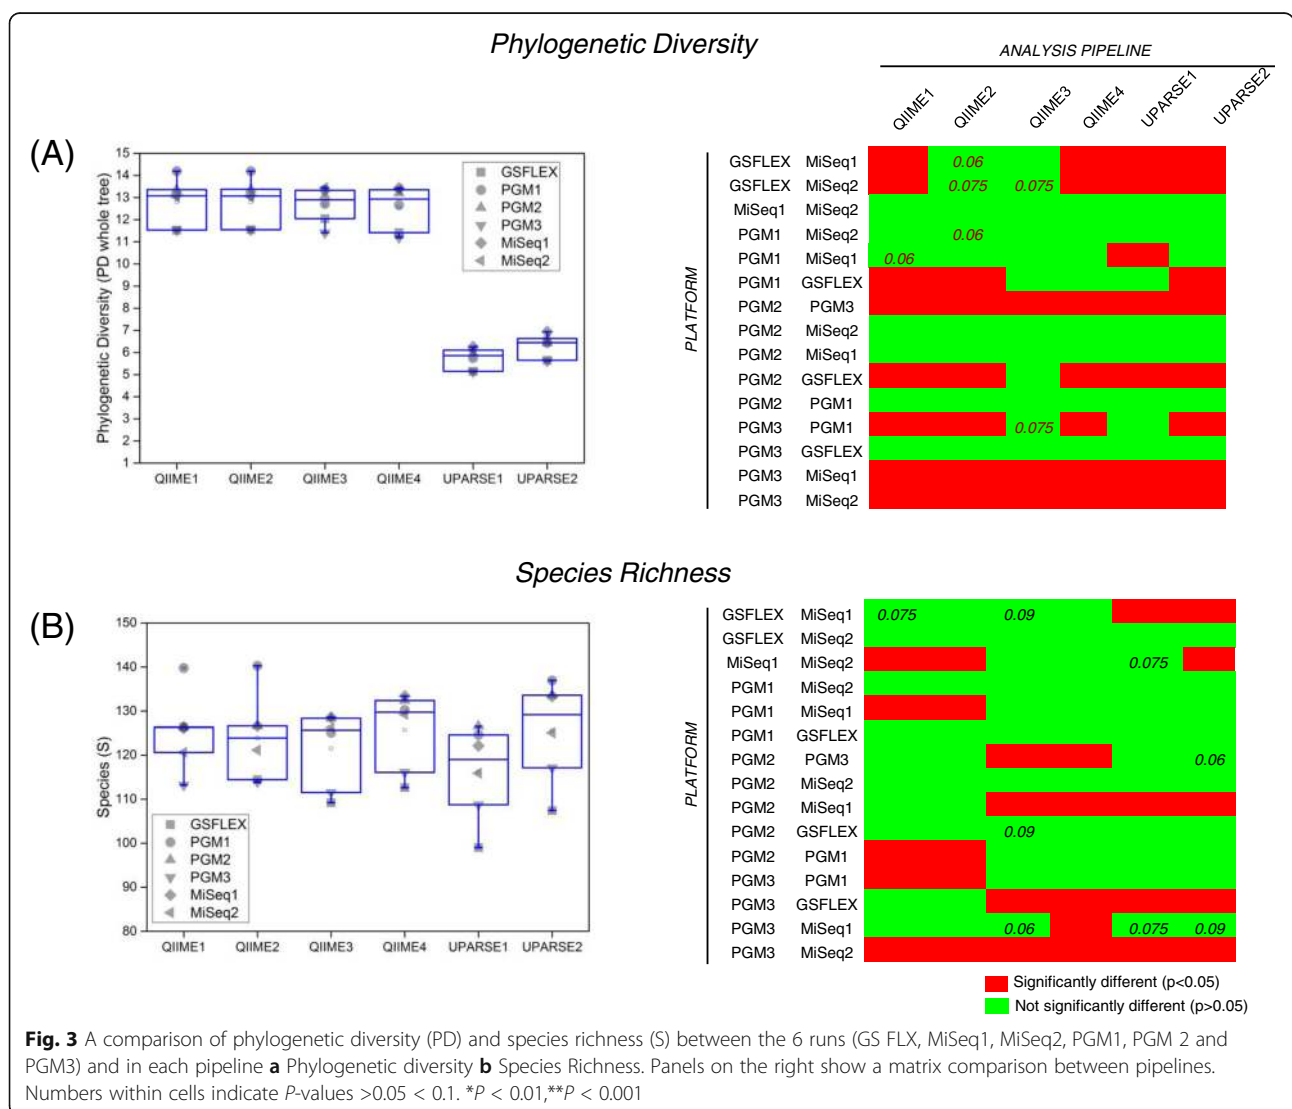 Phylogenetic Diversity
ANALYSIS PIPELINE
QIIME1 QIIME2 QIIME3 QIIME4 UPARSE1 UPARSE2
(A)
Phylogenetic Diversity (PD whole tree)
15
14
13
12
11
10
9
8
7
6
5
4
3
2
1
GSFLEX
PGM1
PGM2
PGM3
MiSeq1
MiSeq2
QIIME1 QIIME2 QIIME3 QIIME4 UPARSE1 UPARSE2
PLATFORM
GSFLEX MiSeq1 0.06
GSFLEX MiSeq2 0.075 0.075
MiSeq1 MiSeq2
PGM1 MiSeq2 0.06
PGM1 MiSeq1 0.06
PGM1 GSFLEX
PGM2 PGM3
PGM2 MiSeq2
PGM2 MiSeq1
PGM2 GSFLEX
PGM2 PGM1
PGM3 PGM1 0.075
PGM3 GSFLEX
PGM3 MiSeq1
PGM3 MiSeq2
Species Richness
(B)
Species (S)
150
140
130
120
110
100
90
80
GSFLEX
PGM1
PGM2
PGM3
MiSeq1
MiSeq2
QIIME1 QIIME2 QIIME3 QIIME4 UPARSE1 UPARSE2
PLATFORM
GSFLEX MiSeq1 0.075 0.09
GSFLEX MiSeq2
MiSeq1 MiSeq2 0.075
PGM1 MiSeq2
PGM1 MiSeq1
PGM1 GSFLEX
PGM2 PGM3 0.06
PGM2 MiSeq2
PGM2 MiSeq1
PGM2 GSFLEX 0.09
PGM2 PGM1
PGM3 PGM1
PGM3 GSFLEX
PGM3 MiSeq1 0.06 0.075 0.09
PGM3 MiSeq2
Significantly different (p<0.05)
Not significantly different (p>0.05)
Fig. 3 A comparison of phylogenetic diversity (PD) and species richness (S) between the 6 runs (GS FLX, MiSeq1, MiSeq2, PGM1, PGM 2 and
PGM3) and in each pipeline a Phylogenetic diversity b Species Richness. Panels on the right show a matrix comparison between pipelines.
Numbers within cells indicate P-values >0.05 < 0.1. *P < 0.01,**P < 0.001